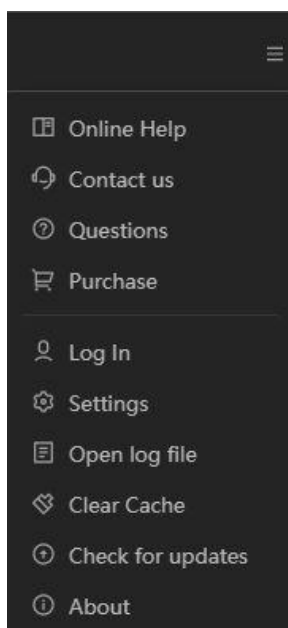 Online Help
Contact us
Questions
Purchase
Log In
Settings
Open log file
Clear Cache
Check for updates
About